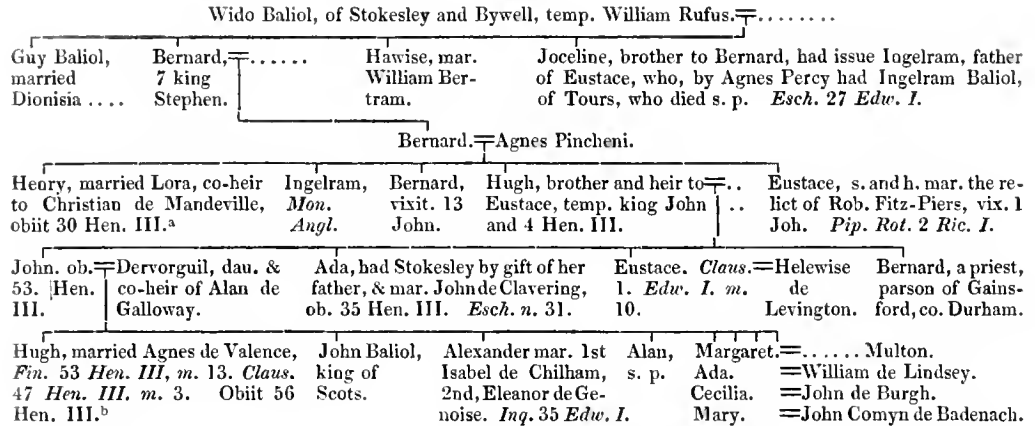 Wido Baliol, of Stokesley and Bywell, temp. William Rufus.=........
Guy Baliol,
married
Dionisia ....
Bernard,=......
7 king
Stephen.
Hawise, mar.
William Ber-
tram.
Joceline, brother to Bernard, had issue Ingelram, father
of Eustace, who, by Agnes Percy had Ingelram Baliol,
of Tours, who died s. p. Esch. 27 Edw. I.
Bernard.=Agnes Pincheni.
Henry, married Lora, co-heir
to Christian de Mandeville,
obiit 30 Hen. III.ᵃ
Ingelram,
Mon.
Angl.
Bernard,
vixit. 13
John.
Hugh, brother and heir to=..
Eustace, temp. king John ..
and 4 Hen. III.
Eustace, s. and h. mar. the re-
lict of Rob. Fitz-Piers, vix. 1
Joh. Pip. Rot. 2 Ric. I.
John. ob.=Dervorguil, dau. &
53. Hen. co-heir of Alan de
III. Galloway.
Ada, had Stokesley by gift of her
father, & mar. John de Clavering,
ob. 35 Hen. III. Esch. n. 31.
Eustace. Claus.=Helewise
1. Edw. I. m. de
10. Levington.
Bernard, a priest,
parson of Gains-
ford, co. Durham.
Hugh, married Agnes de Valence,
Fin. 53 Hen. III, m. 13. Claus.
47 Hen. III. m. 3. Obiit 56
Hen. III.ᵇ
John Baliol,
king of
Scots.
Alexander mar. 1st
Isabel de Chilham,
2nd, Eleanor de Ge-
noise. Inq. 35 Edw. I.
Alan,
s. p.
Margaret.=...... Multon.
Ada. =William de Lindsey.
Cecilia. =John de Burgh.
Mary. =John Comyn de Badenach.